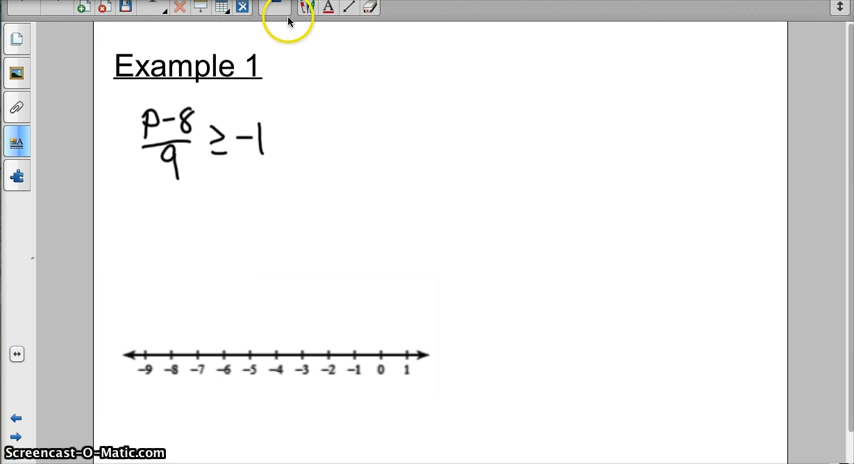 Example 1
p-8
9
≥ -1
-9 -8 -7 -6 -5 -4 -3 -2 -1 0 1
Screencast-O-Matic.com